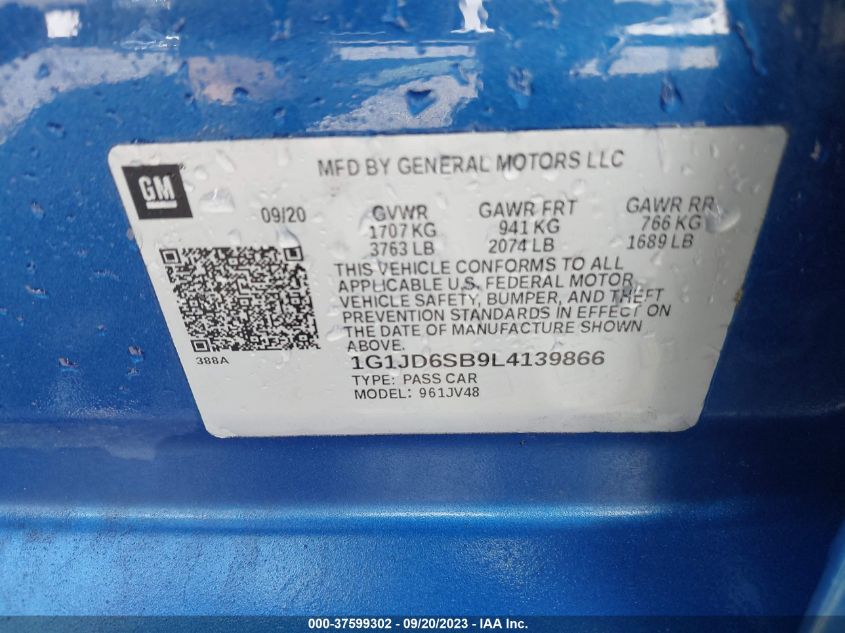 GM
MFD BY GENERAL MOTORS LLC
09/20
GVWR
1707 KG
3763 LB
GAWR FRT
941 KG
2074 LB
GAWR RR
766 KG
1689 LB
THIS VEHICLE CONFORMS TO ALL
APPLICABLE U.S. FEDERAL MOTOR
VEHICLE SAFETY, BUMPER, AND THEFT
PREVENTION STANDARDS IN EFFECT ON
THE DATE OF MANUFACTURE SHOWN
ABOVE.
388A
1G1JD6SB9L4139866
TYPE: PASS CAR
MODEL: 961JV48
000-37599302 - 09/20/2023 - IAA Inc.